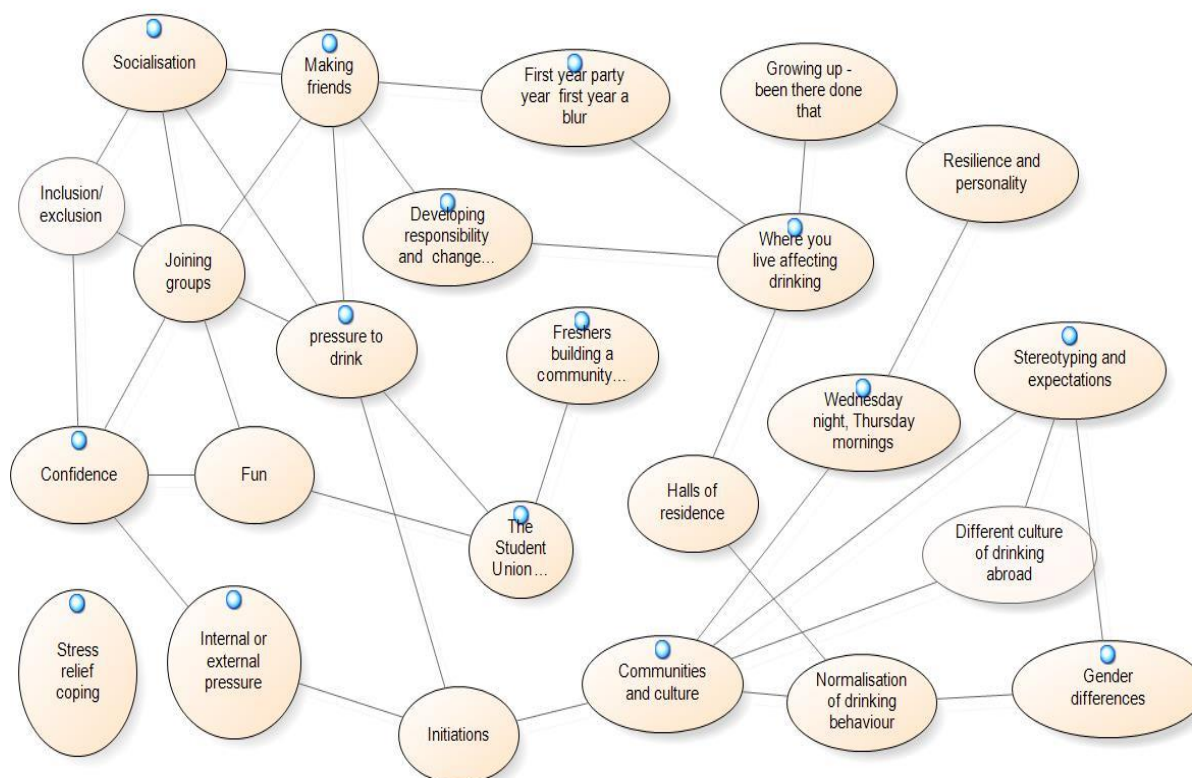 Socialisation
Making
friends
First year party
year first year a
blur
Growing up -
been there done
that
Resilience and
personality
Inclusion/
exclusion
Developing
responsibility
and change...
Where you
live affecting
drinking
Joining
groups
pressure to
drink
Freshers
building a
community...
Stereotyping and
expectations
Wednesday
night, Thursday
mornings
Confidence
Fun
Halls of
residence
The
Student
Union...
Different culture
of drinking
abroad
Stress
relief
coping
Internal or
external
pressure
Initiations
Communities
and culture
Normalisation
of drinking
behaviour
Gender
differences